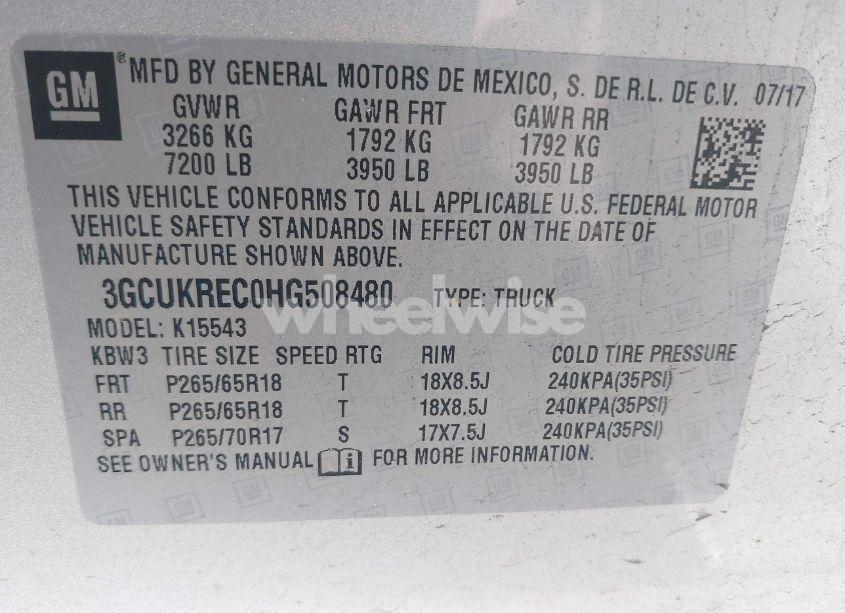 GM ® MFD BY GENERAL MOTORS DE MEXICO, S. DE R.L. DE C.V. 07/17
GVWR GAWR FRT GAWR RR
3266 KG 1792 KG 1792 KG
7200 LB 3950 LB 3950 LB
THIS VEHICLE CONFORMS TO ALL APPLICABLE U.S. FEDERAL MOTOR
VEHICLE SAFETY STANDARDS IN EFFECT ON THE DATE OF
MANUFACTURE SHOWN ABOVE.
3GCUKREC0HG508480 TYPE: TRUCK
wheelwise
MODEL: K15543
KBW3 TIRE SIZE SPEED RTG RIM COLD TIRE PRESSURE
FRT P265/65R18 T 18X8.5J 240KPA(35PSI)
RR P265/65R18 T 18X8.5J 240KPA(35PSI)
SPA P265/70R17 S 17X7.5J 240KPA(35PSI)
SEE OWNER'S MANUAL i FOR MORE INFORMATION.